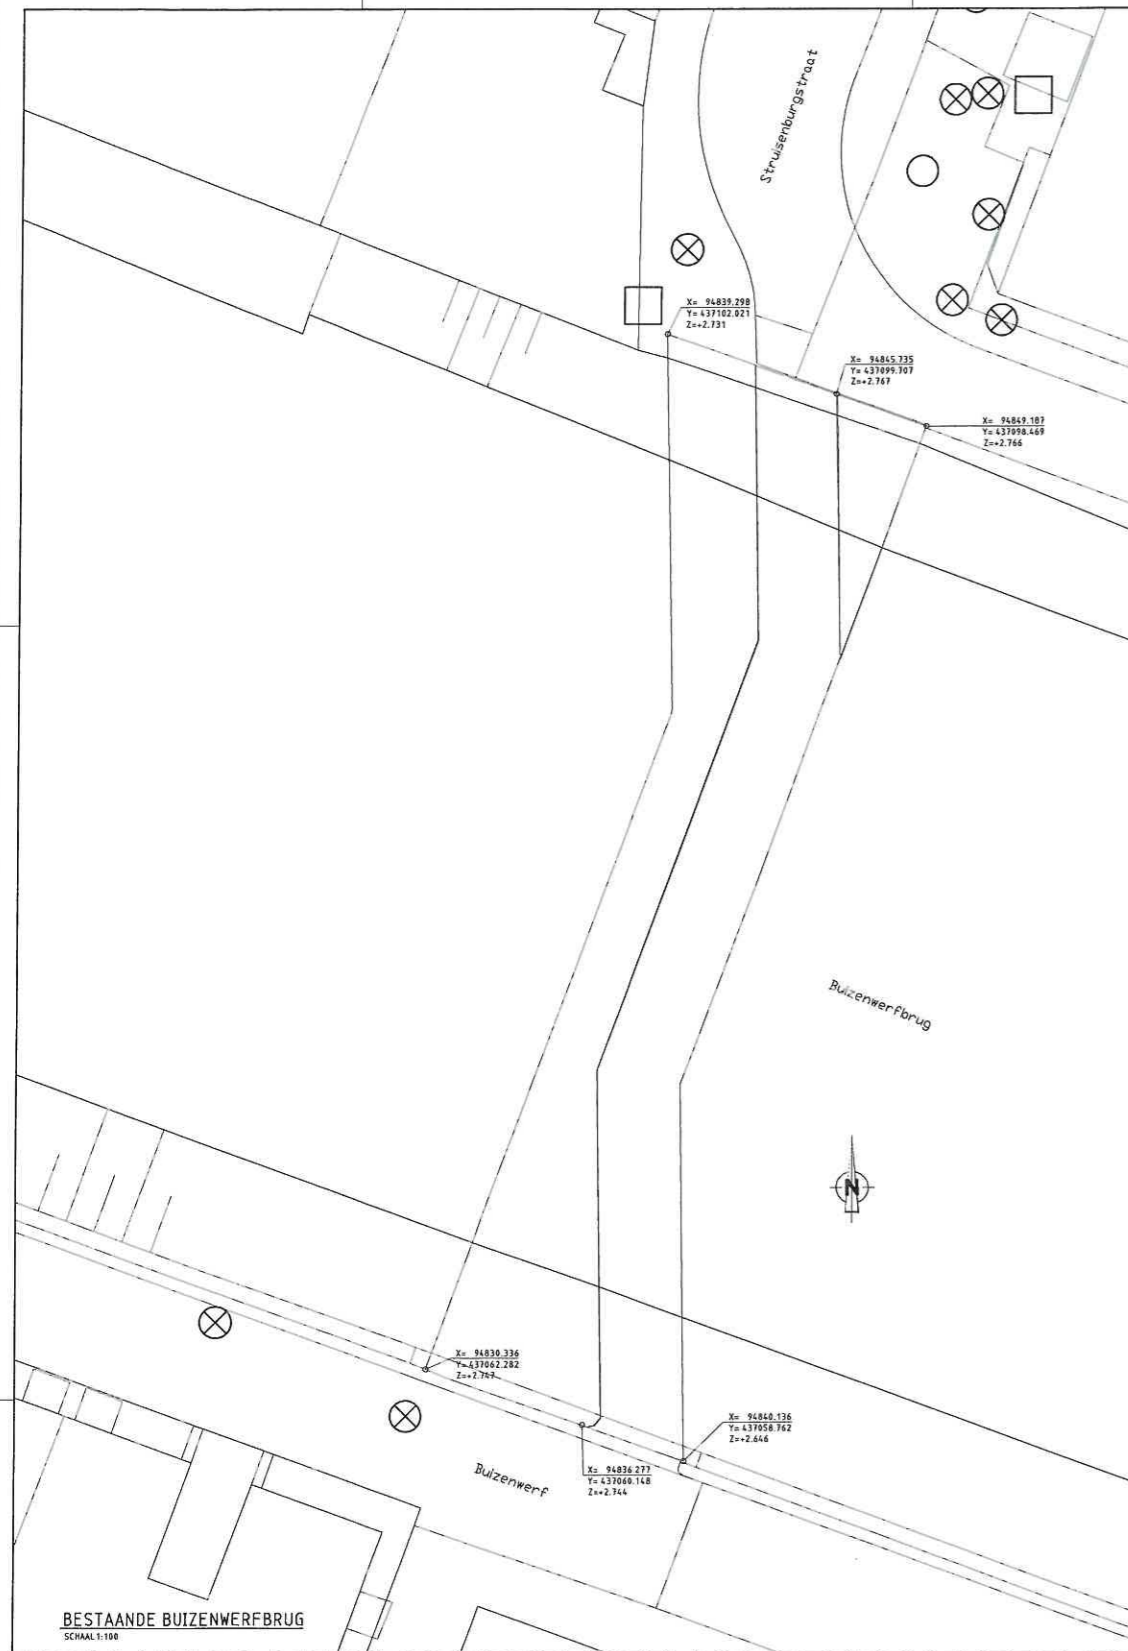 Struisenburgstraat
X= 94839.298
Y= 437102.021
Z=+2.731
X= 94845.735
Y= 437099.707
Z=+2.767
X= 94849.187
Y= 437098.469
Z=+2.766
Buizenwerfbrug
N
X= 94830.336
Y= 437062.282
Z=+2.747
X= 94840.136
Y= 437058.762
Z=+2.646
X= 94836.277
Y= 437060.148
Z=+2.744
Buizenwerf
BESTAANDE BUIZENWERFBRUG
SCHAAL 1:100